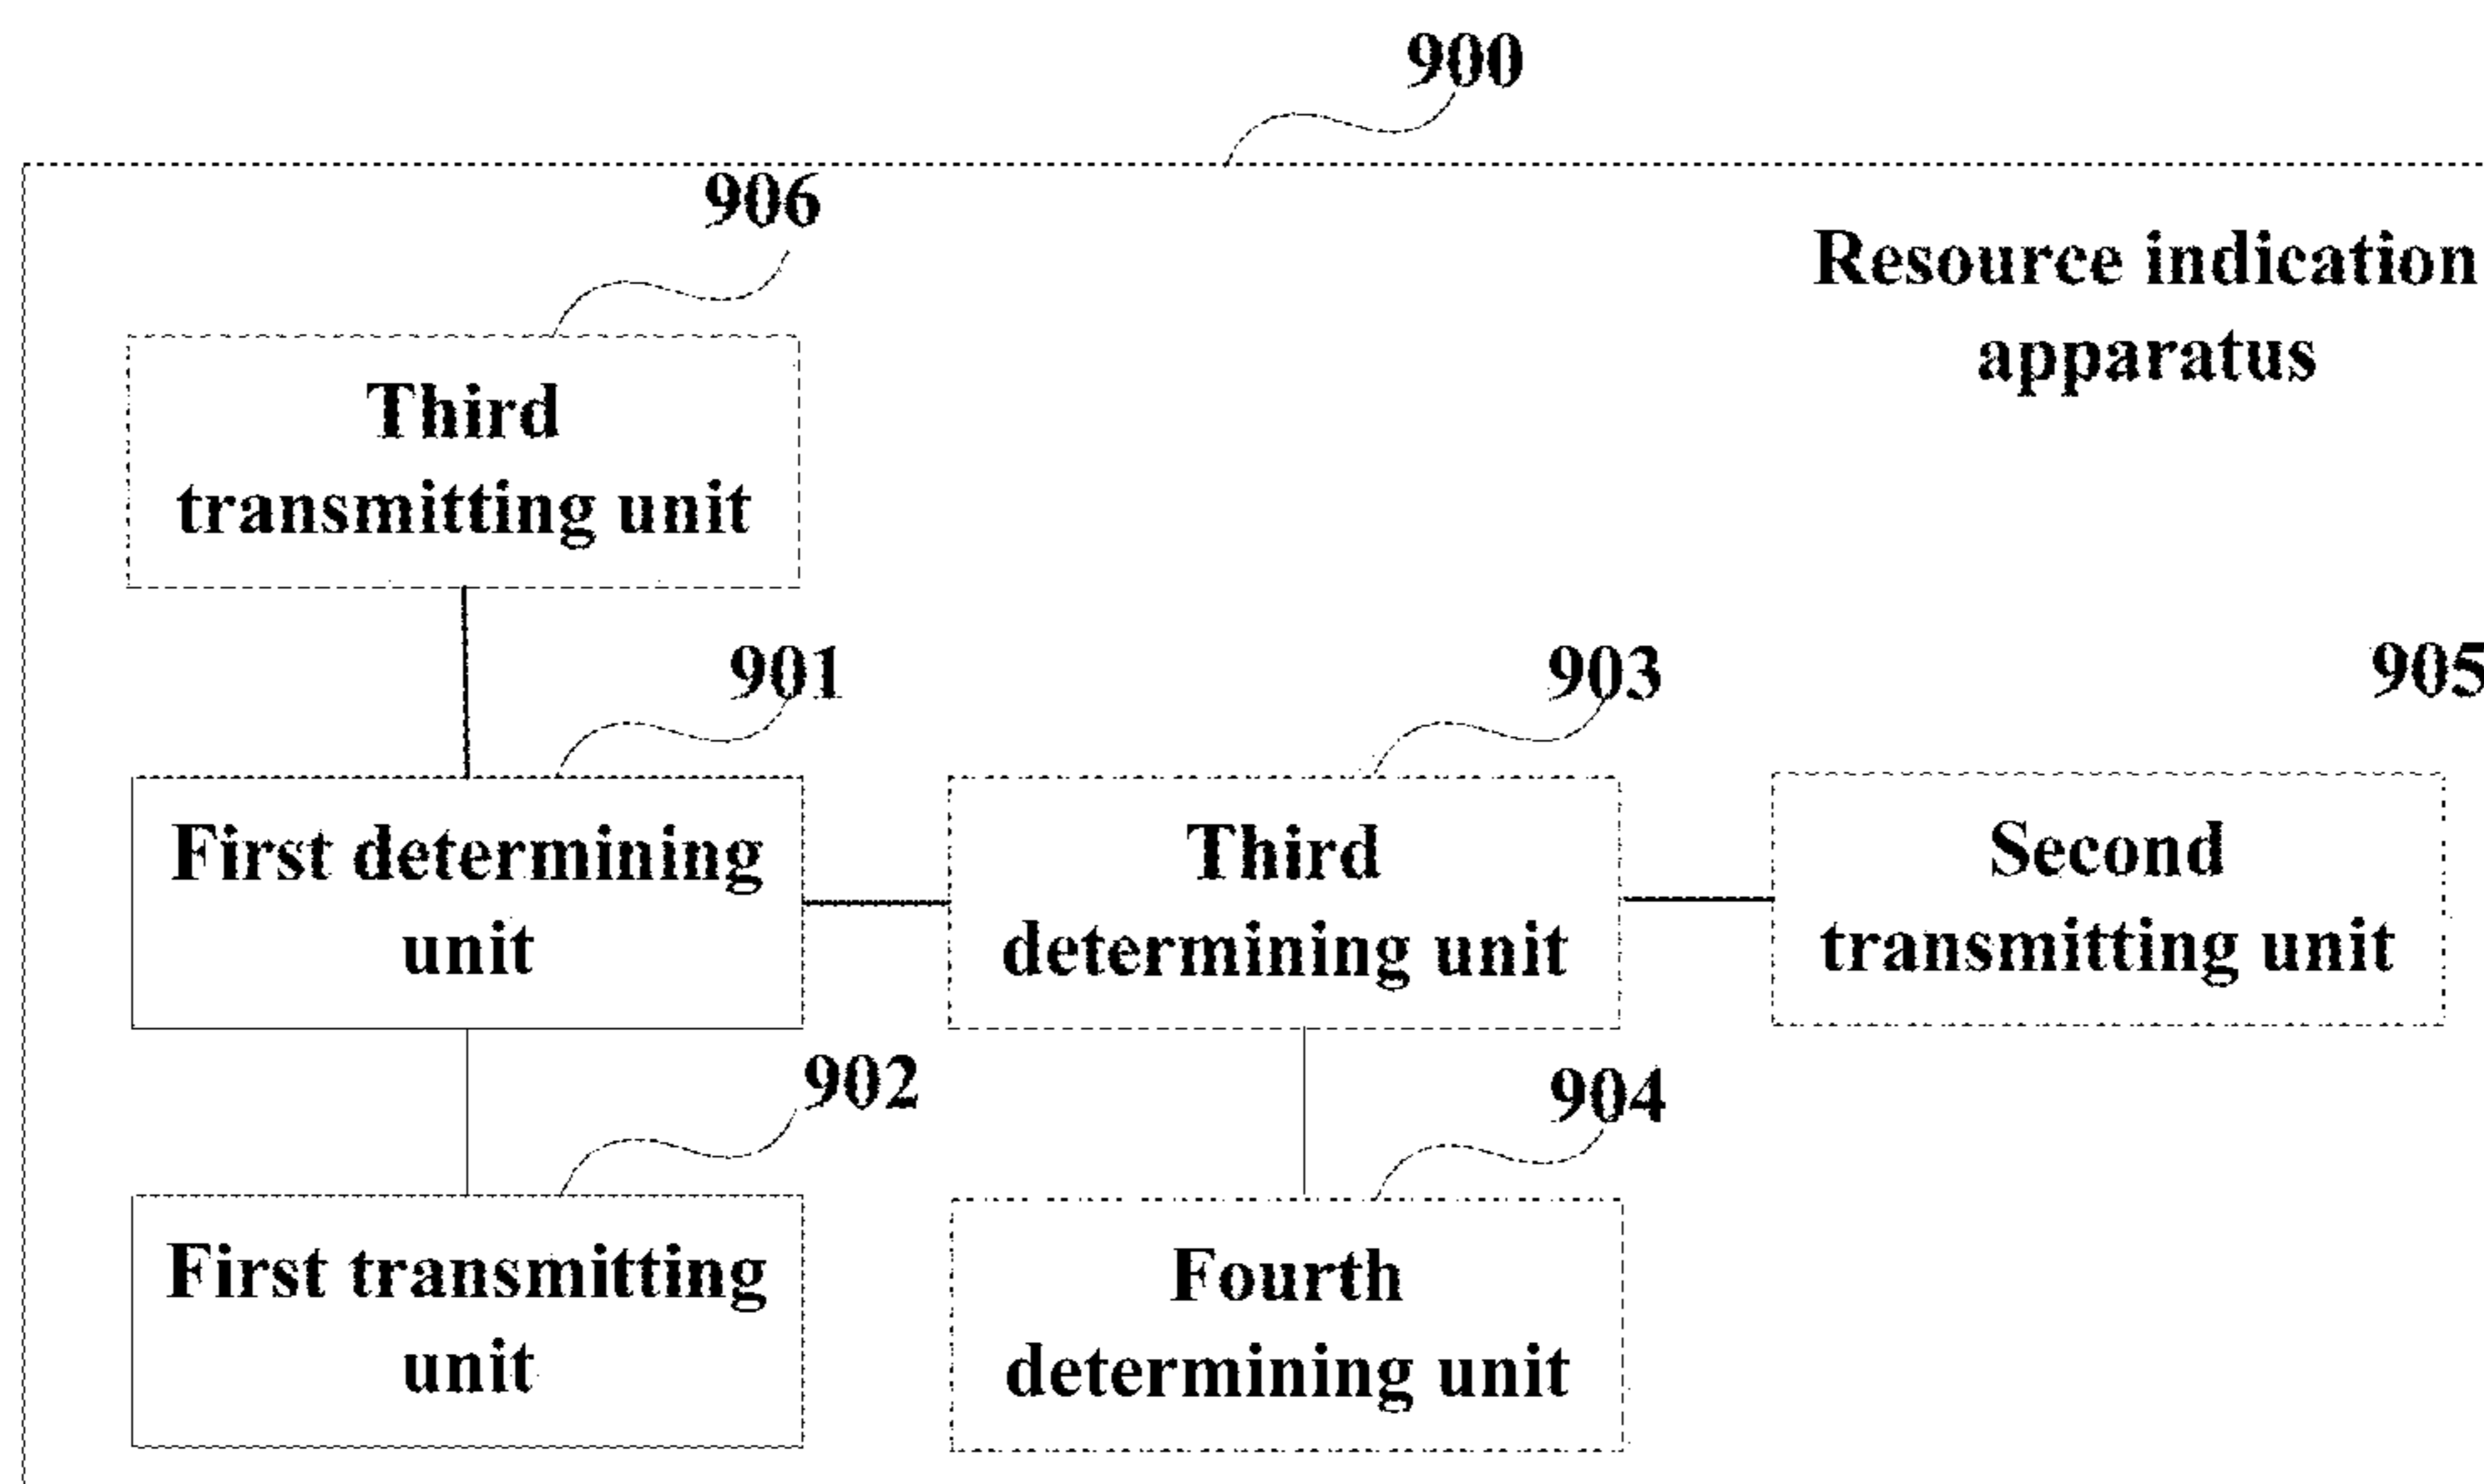 900
906
Resource indication
apparatus
Third
transmitting unit
901
903
905
First determining
unit
Third
determining unit
Second
transmitting unit
902
904
First transmitting
unit
Fourth
determining unit